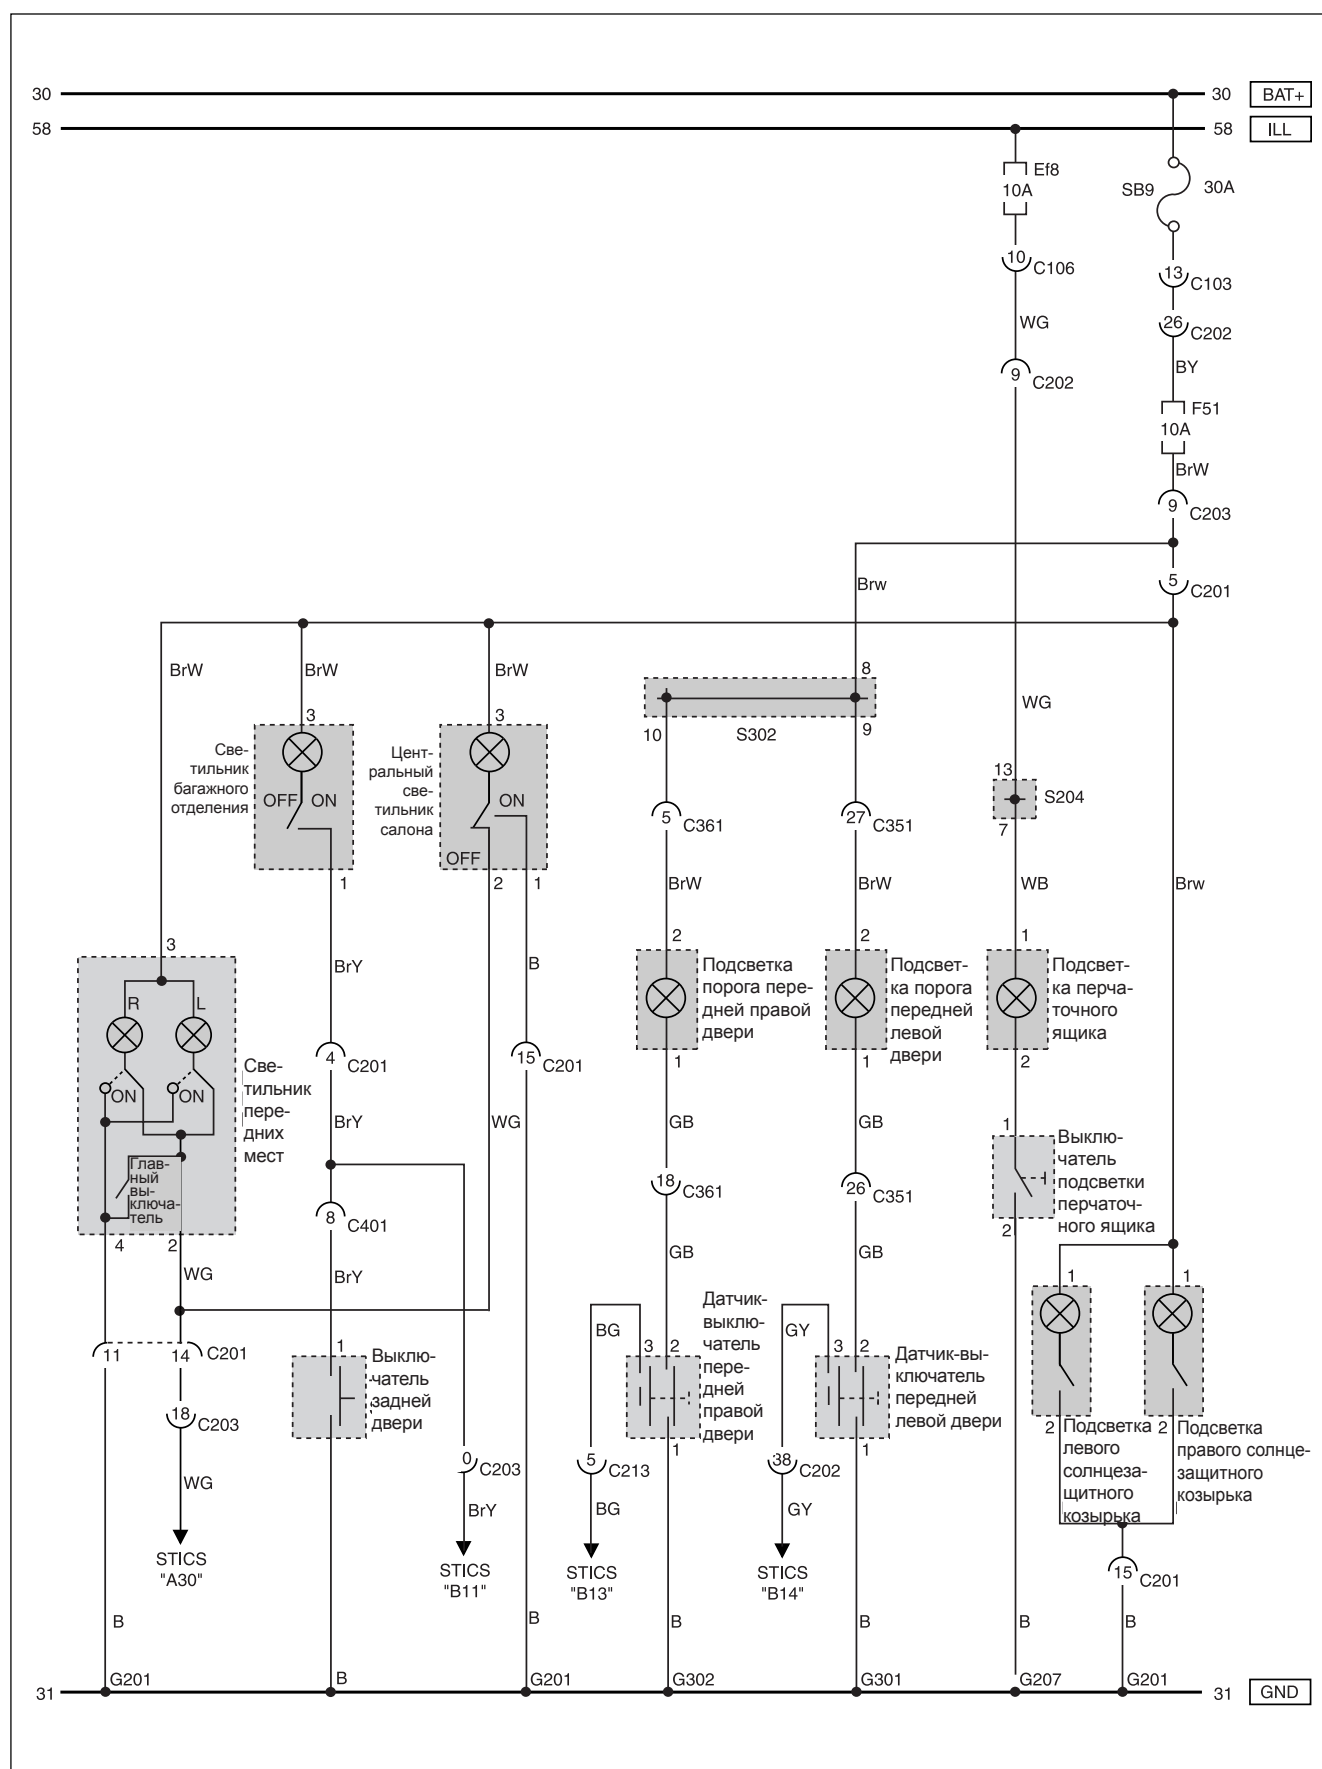 30
30 BAT+
58
58 ILL
Ef8
10A
SB9 30A
10 C106
13 C103
WG
26 C202
9 C202
BY
F51
10A
BrW
9 C203
Brw
5 C201
BrW
BrW
BrW
8
WG
3
3
10
S302
9
Све-
тильник
багажного
отделения
OFF ON
Цент-
ральный
све-
тильник
салона
ON
OFF
13
S204
7
5 C361
27 C351
1
2
1
BrW
BrW
WB
Brw
3
BrY
B
2
2
1
R L
ON
ON
Све-
тильник
пере-
дних
мест
Подсветка
порога пере-
дней правой
двери
Подсвет-
ка порога
передней
левой
двери
Подсвет-
ка перча-
точного
ящика
4 C201
15 C201
1
1
2
BrY
WG
GB
GB
1
Выклю-
чатель
подсветки
перчаточ-
ного ящика
2
Глав-
ный
вы-
ключа-
тель
18 C361
26 C351
8 C401
4
2
WG
BrY
GB
GB
1
1
11
14 C201
1
Выклю-
чатель
задней
двери
BG
3 2
Датчик-
выклю-
чатель
пере-
дней
правой
двери
GY
3 2
Датчик-вы-
ключатель
передней
левой двери
18 C203
1
1
2 Подсветка
левого
солнцеза-
щитного
козырька
2 Подсветка
правого солнце-
защитного
козырька
0 C203
5 C213
38 C202
WG
BrY
BG
GY
STICS
"A30"
STICS
"B11"
STICS
"B13"
STICS
"B14"
15 C201
B
B
B
B
B
B
31
G201
B
G201
G302
G301
G207
G201
31 GND